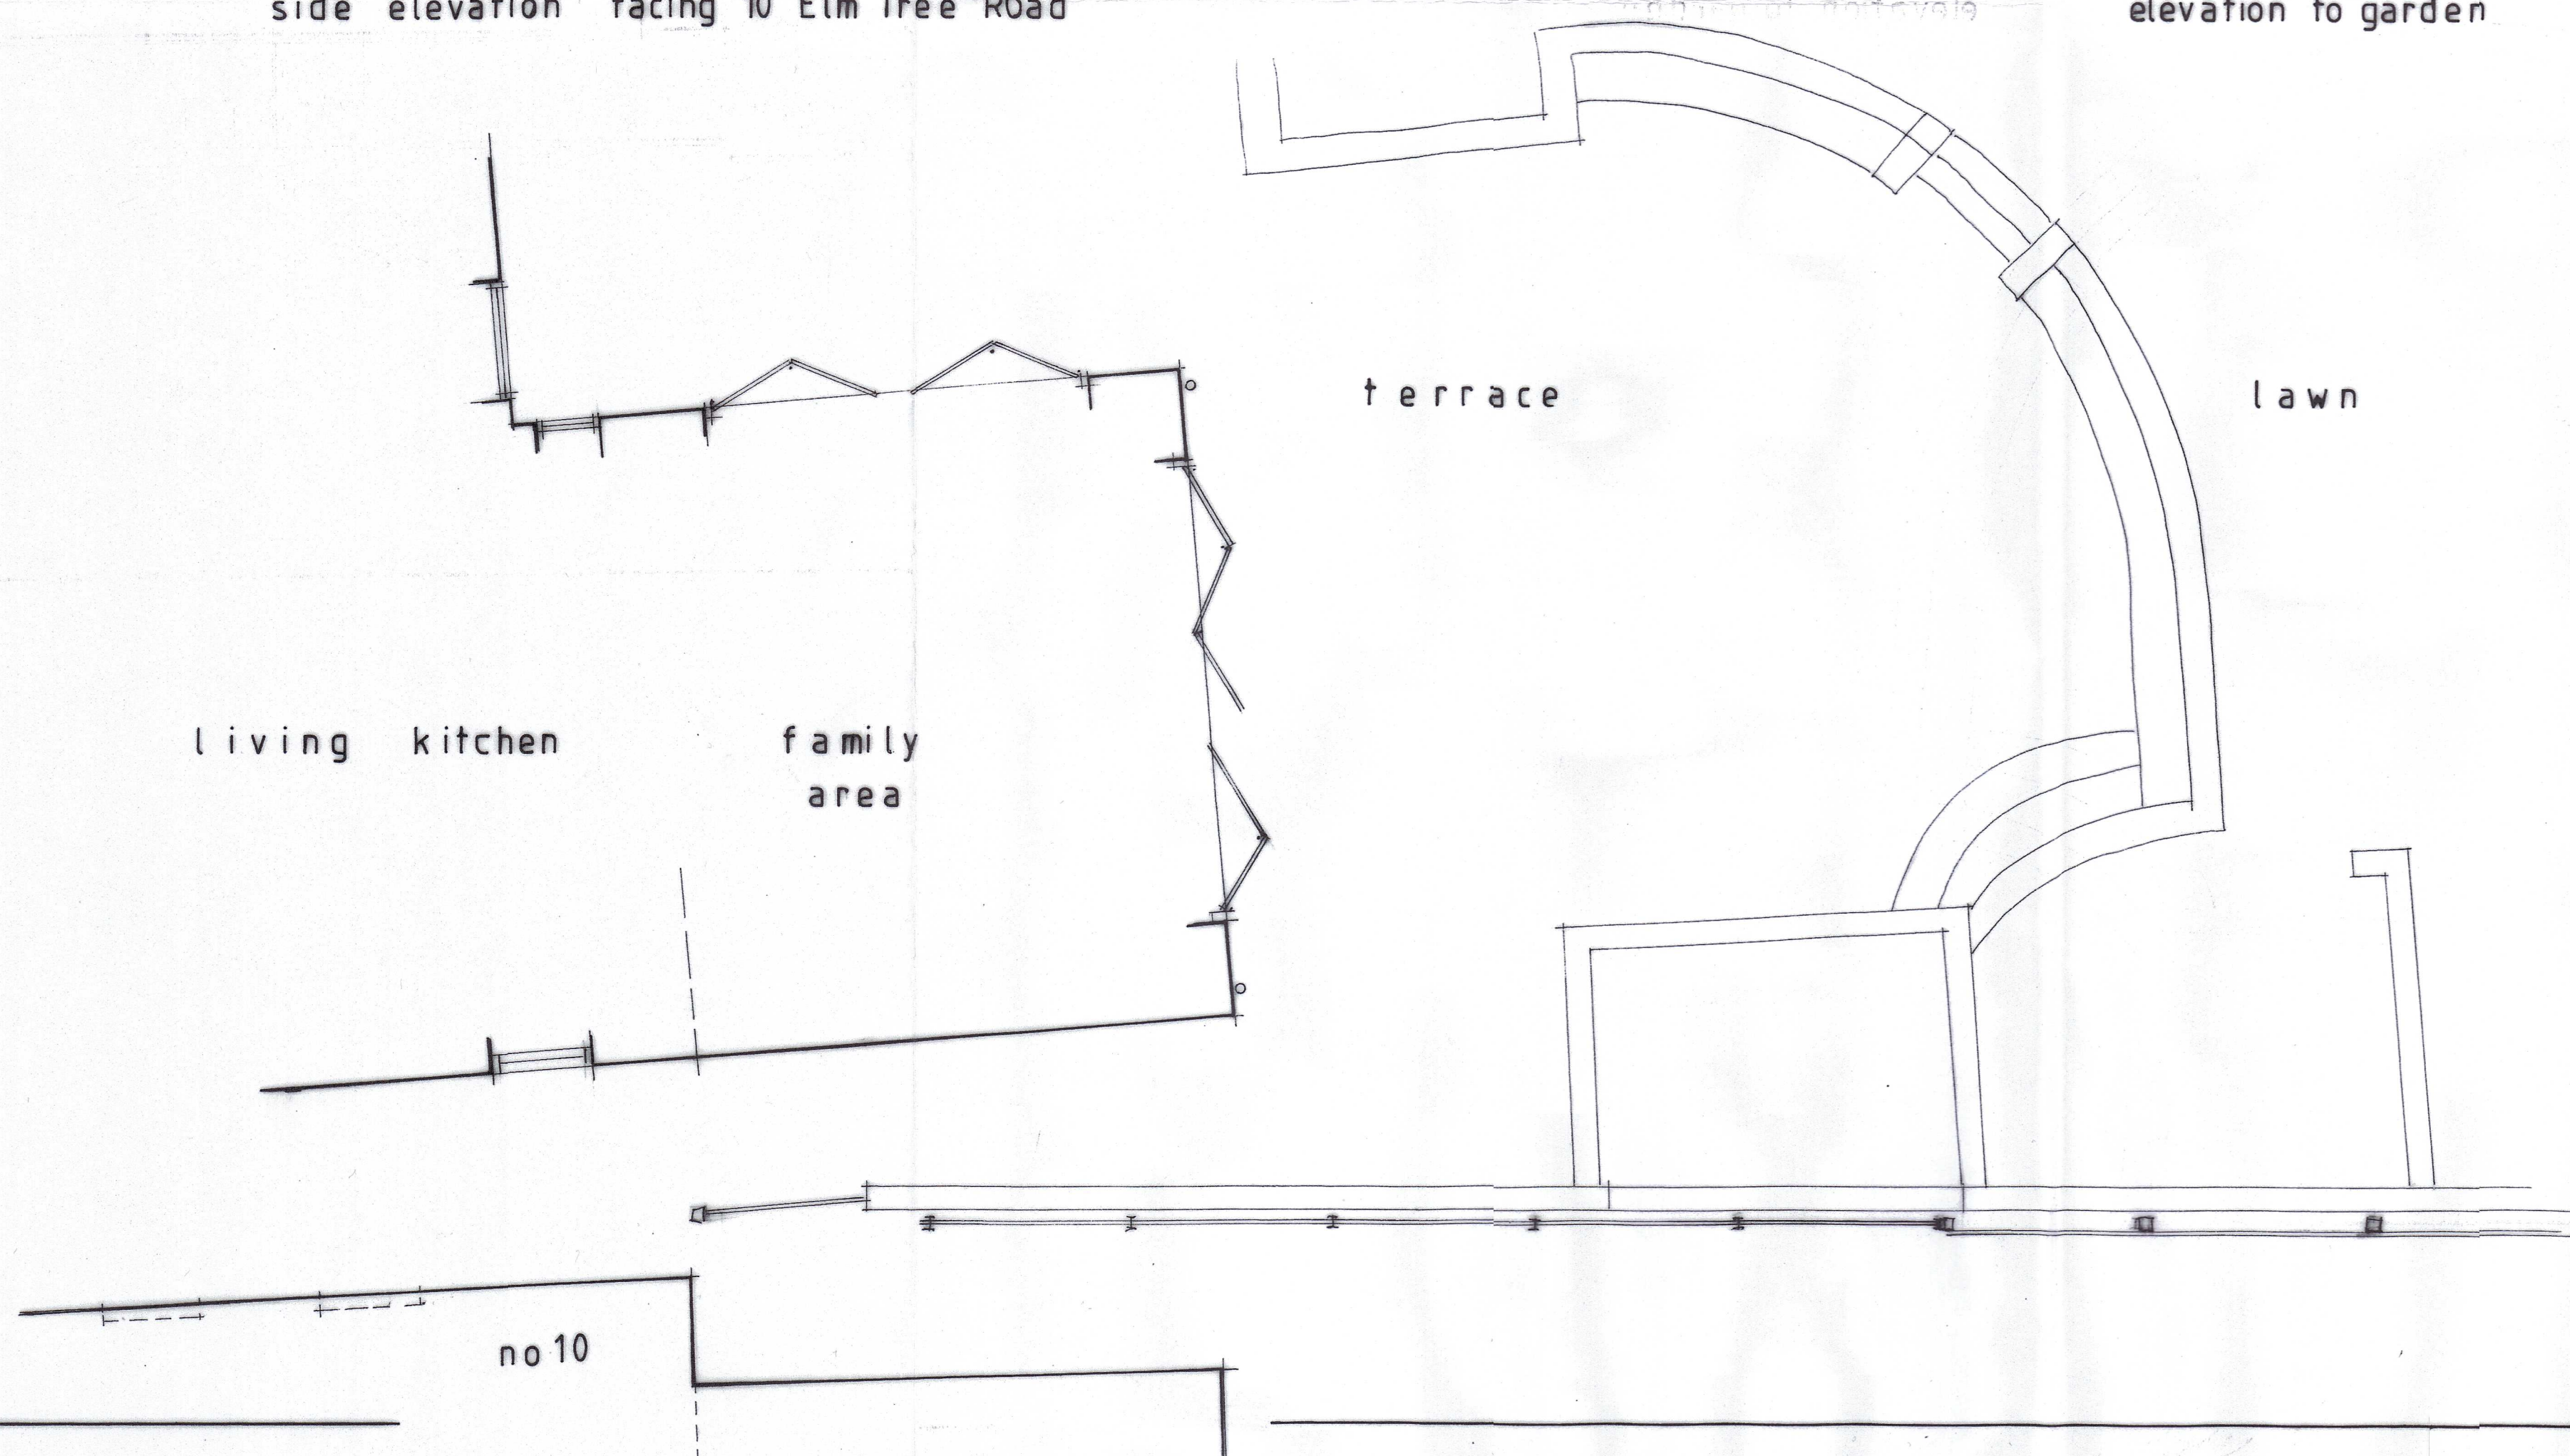 side elevation facing 10 Elm Tree Road
elevation to garden
terrace
lawn
living kitchen
family
area
no 10